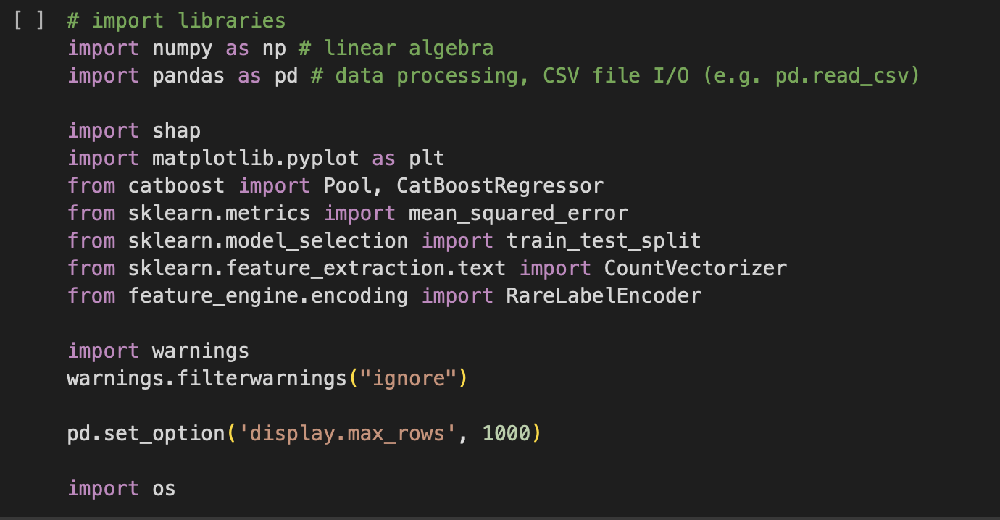 [ ] # import libraries
import numpy as np # linear algebra
import pandas as pd # data processing, CSV file I/O (e.g. pd.read_csv)
import shap
import matplotlib.pyplot as plt
from catboost import Pool, CatBoostRegressor
from sklearn.metrics import mean_squared_error
from sklearn.model_selection import train_test_split
from sklearn.feature_extraction.text import CountVectorizer
from feature_engine.encoding import RareLabelEncoder
import warnings
warnings.filterwarnings("ignore")
pd.set_option('display.max_rows', 1000)
import os